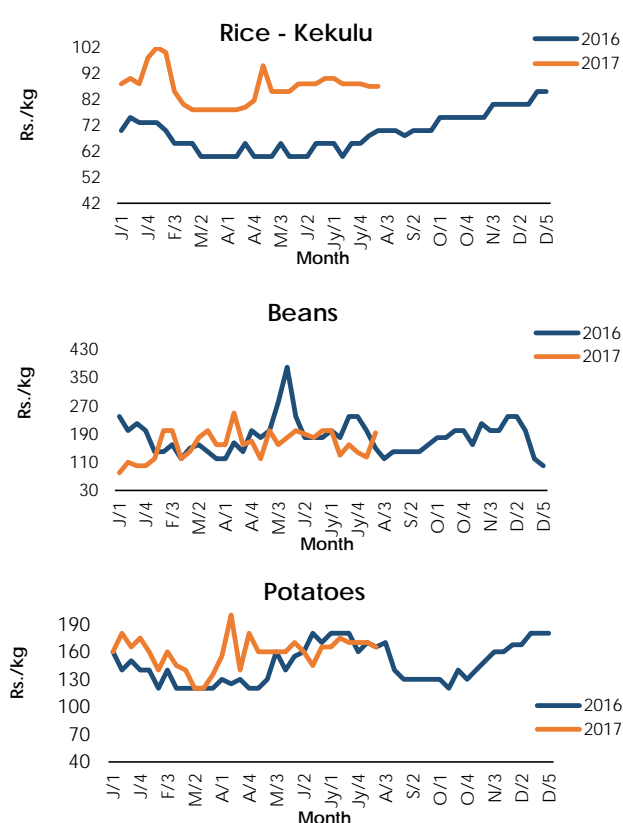 Rice - Kekulu
2016
2017
102
92
82
72
62
52
42
Rs./kg
J/1
J/4
F/3
M/2
A/1
A/4
M/3
J/2
Jy/1
Jy/4
A/3
S/2
O/1
O/4
N/3
D/2
D/5
Month
Beans
2016
2017
430
350
270
190
110
30
Rs./kg
J/1
J/4
F/3
M/2
A/1
A/4
M/3
J/2
Jy/1
Jy/4
A/3
S/2
O/1
O/4
N/3
D/2
D/5
Month
Potatoes
190
160
130
100
70
40
Rs./kg
2016
2017
J/1
J/4
F/3
M/2
A/1
A/4
M/3
J/2
Jy/1
Jy/4
A/3
S/2
O/1
O/4
N/3
D/2
D/5
Month